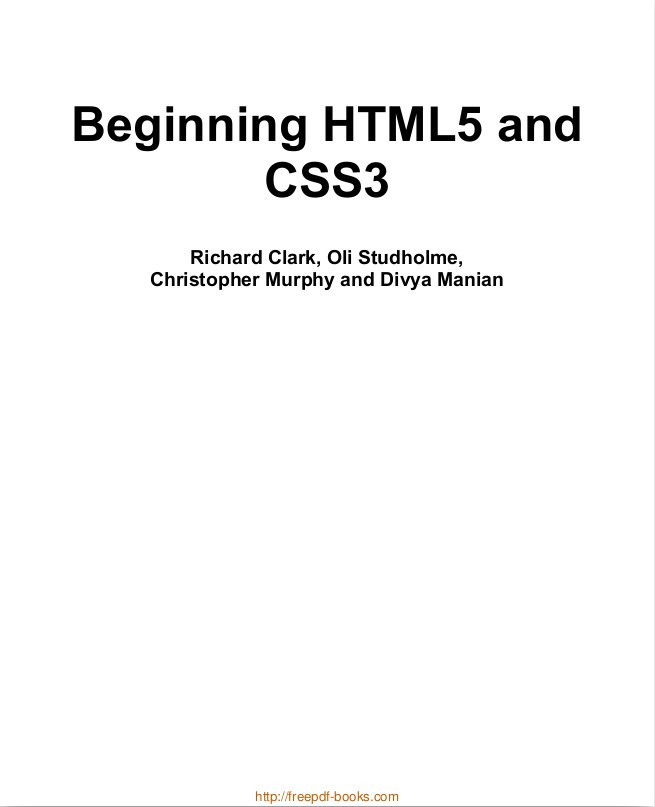 Beginning HTML5 and
CSS3
Richard Clark, Oli Studholme,
Christopher Murphy and Divya Manian
http://freepdf-books.com